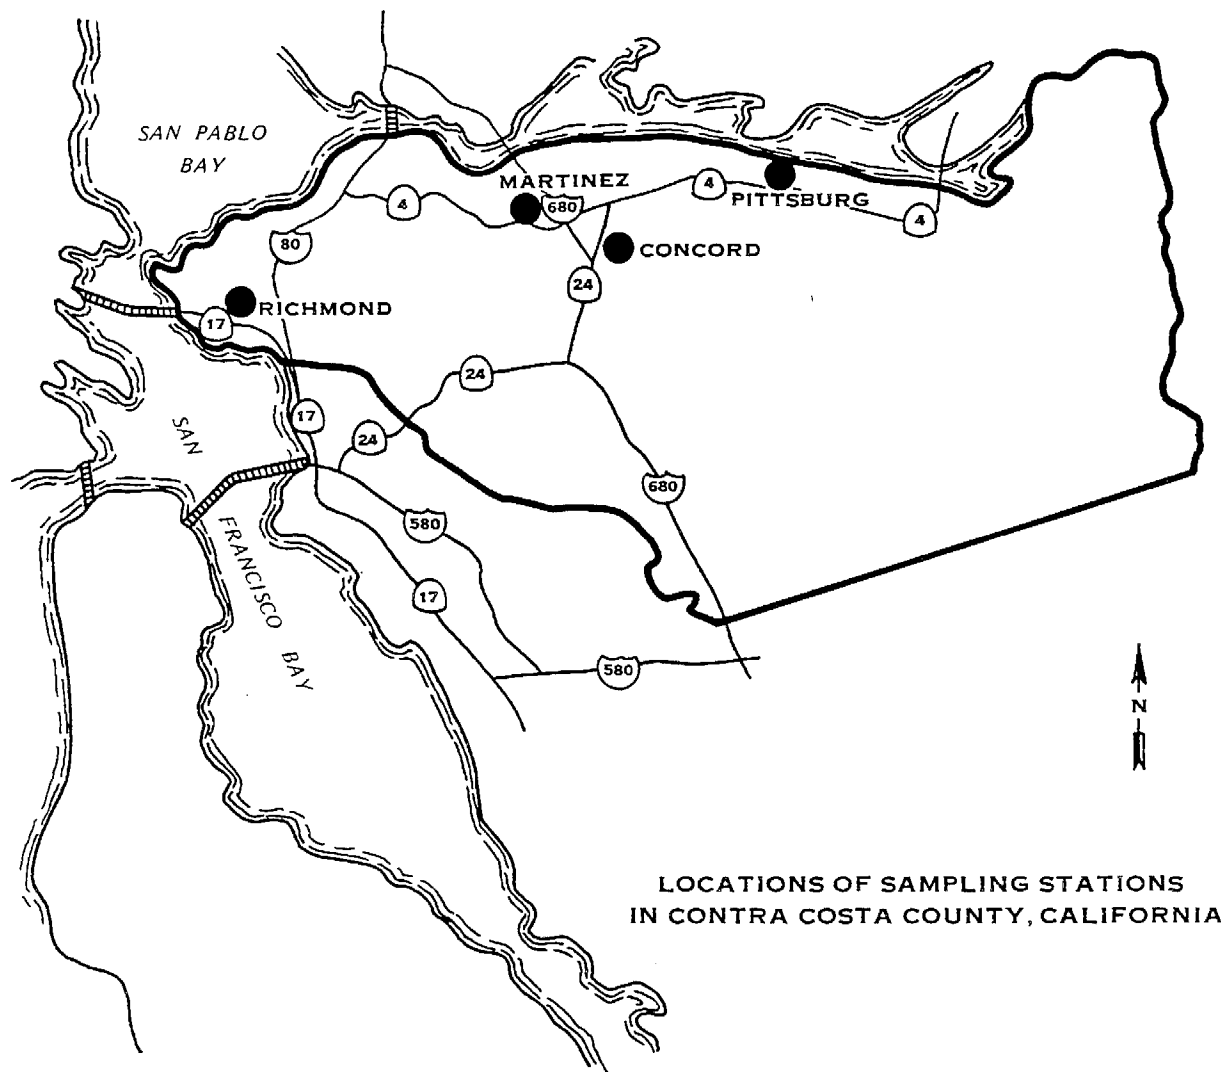 SAN PABLO
BAY
MARTINEZ
4
680
4
PITTSBURG
4
80
CONCORD
24
RICHMOND
17
24
17
24
SAN
FRANCISCO
BAY
680
580
17
580
N
LOCATIONS OF SAMPLING STATIONS
IN CONTRA COSTA COUNTY, CALIFORNIA